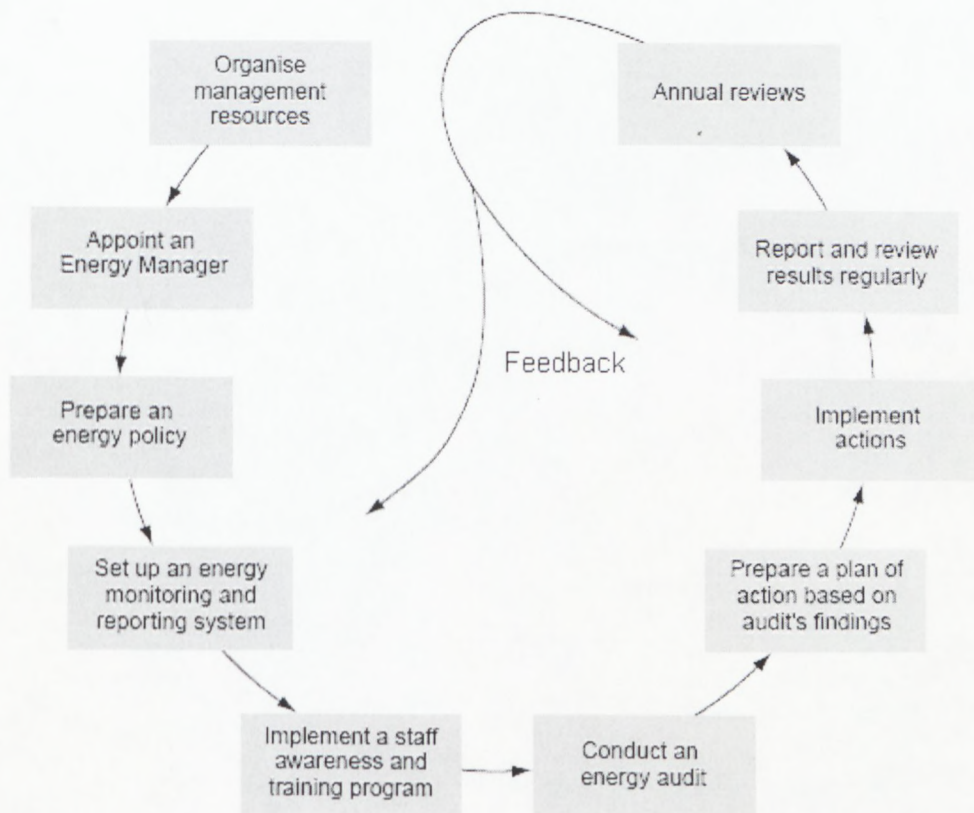 Organise
management
resources
Appoint an
Energy Manager
Prepare an
energy policy
Set up an energy
monitoring and
reporting system
Implement a staff
awareness and
training program
Conduct an
energy audit
Prepare a plan of
action based on
audit's findings
Implement
actions
Report and review
results regularly
Annual reviews
Feedback